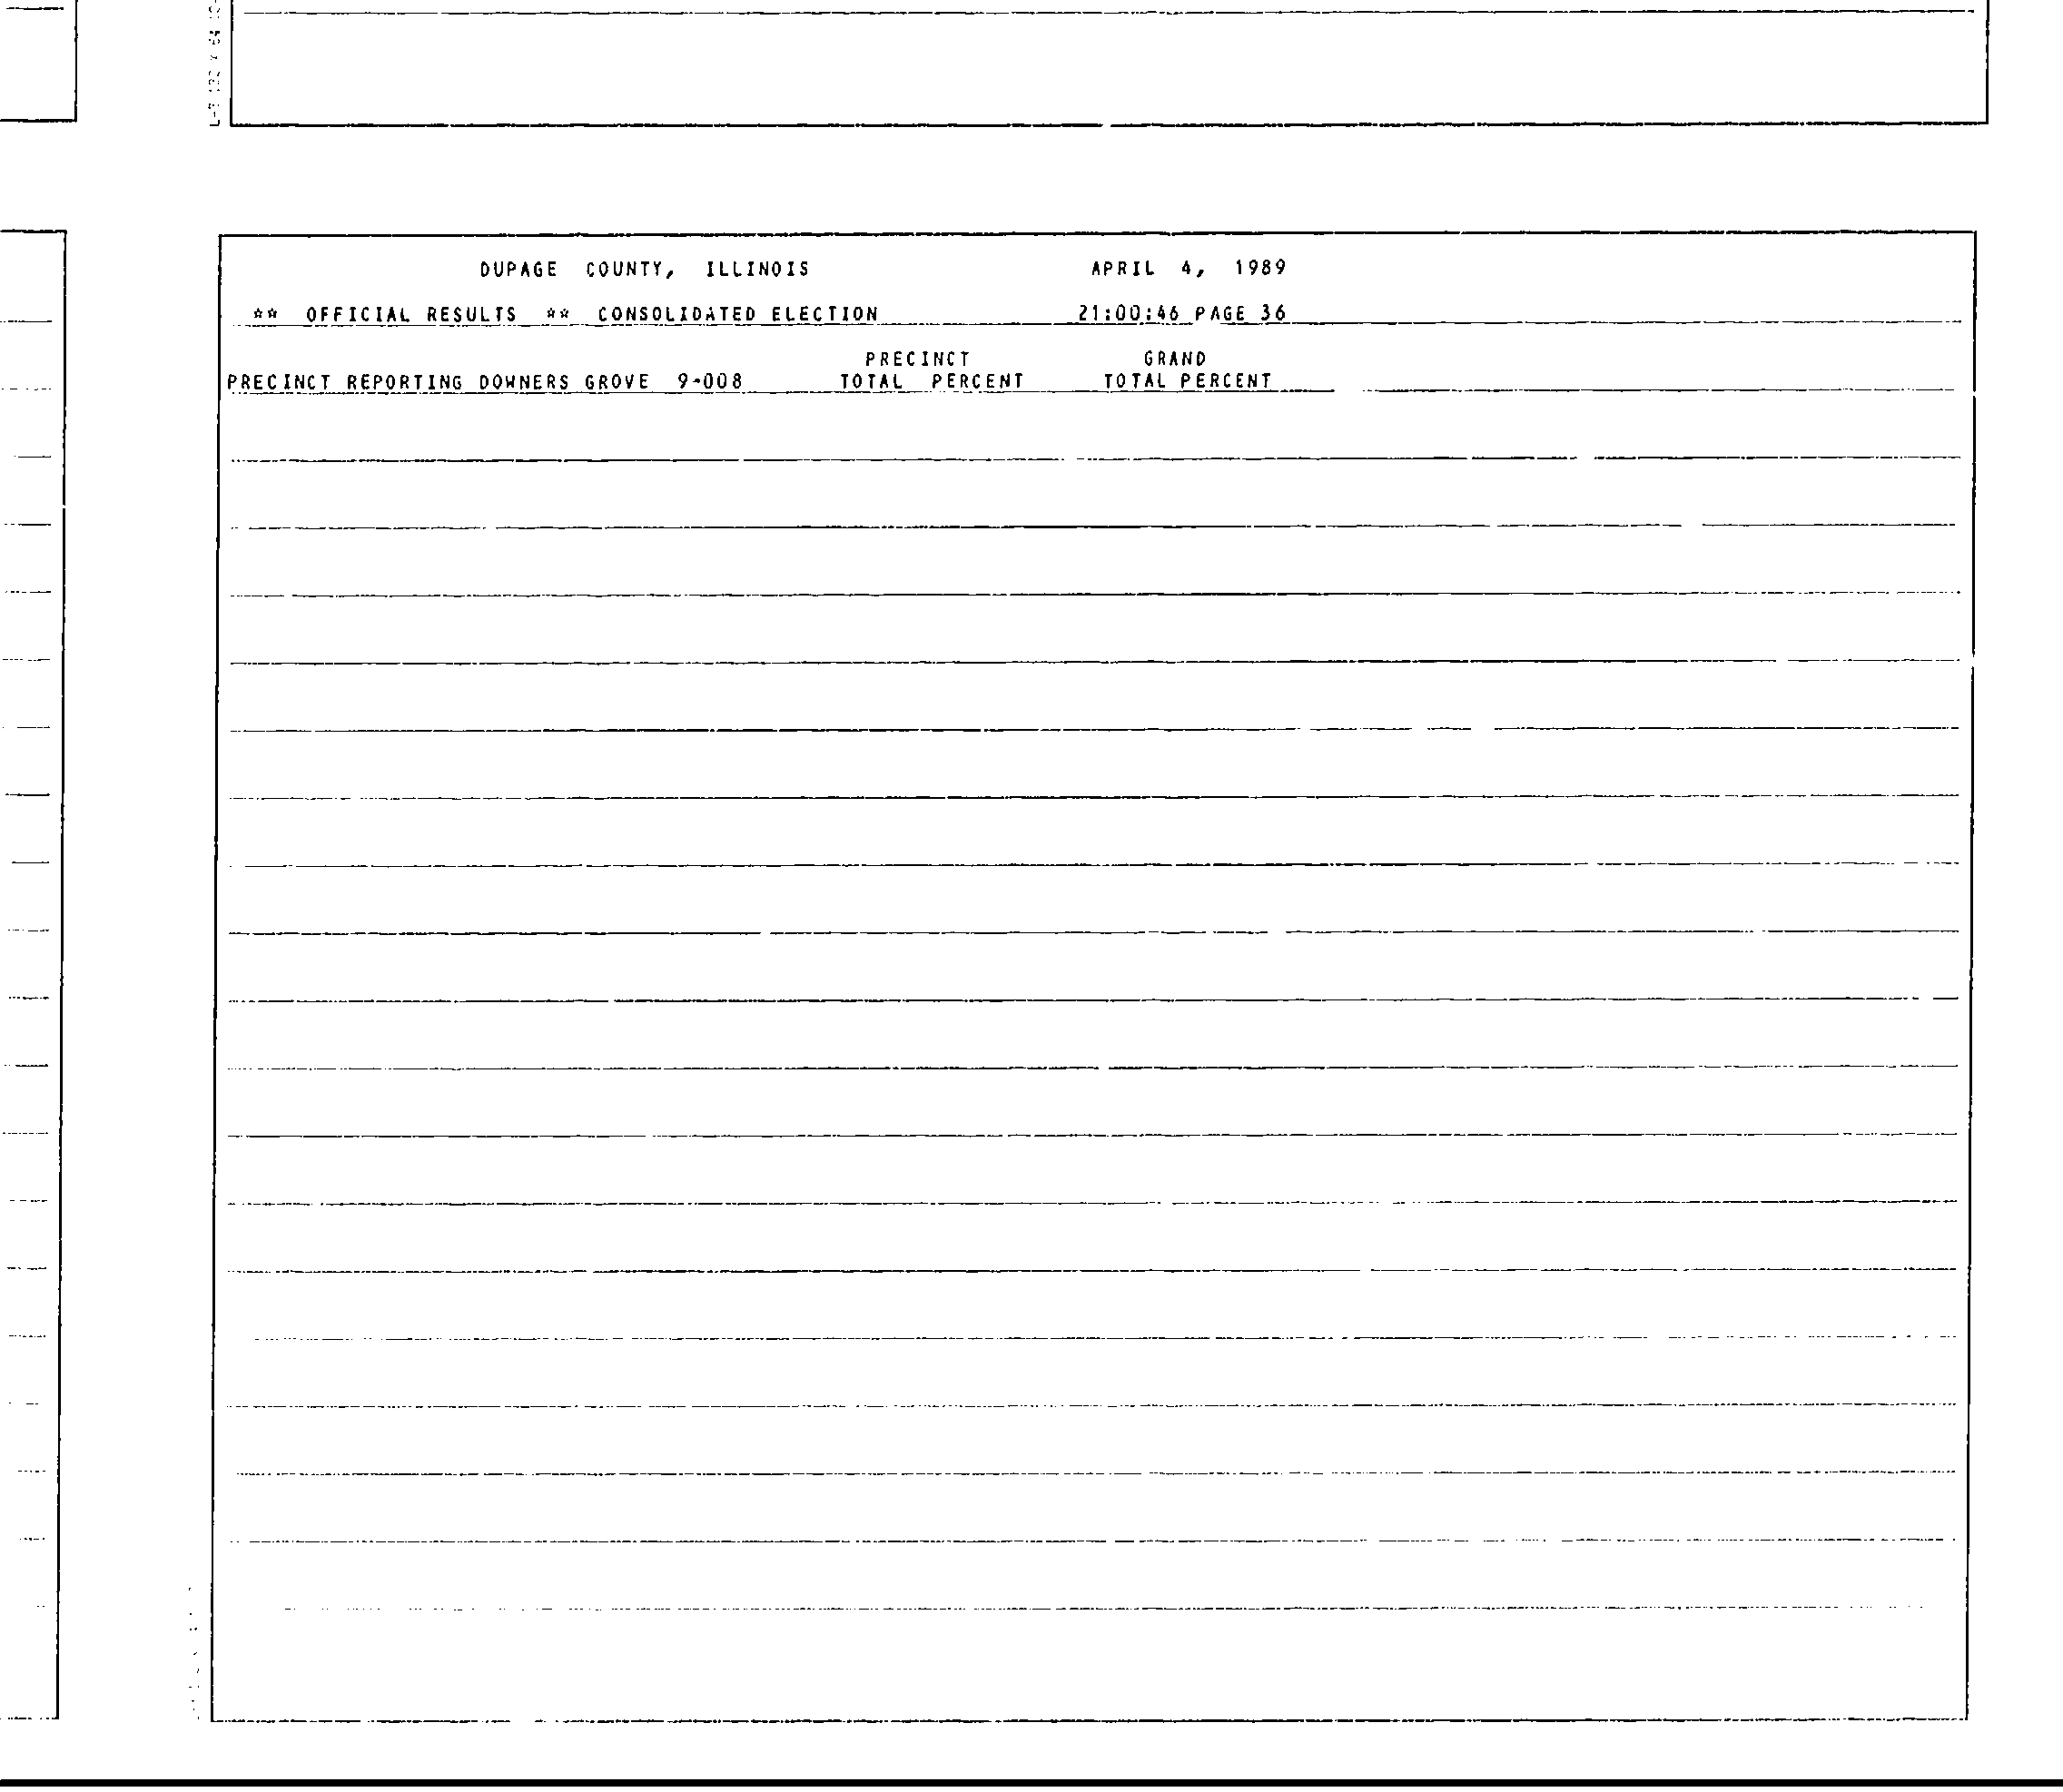 DUPAGE COUNTY, ILLINOIS APRIL 4, 1989
** OFFICIAL RESULTS ** CONSOLIDATED ELECTION 21:00:46 PAGE 36
PRECINCT GRAND
PRECINCT REPORTING DOWNERS GROVE 9-008 TOTAL PERCENT TOTAL PERCENT